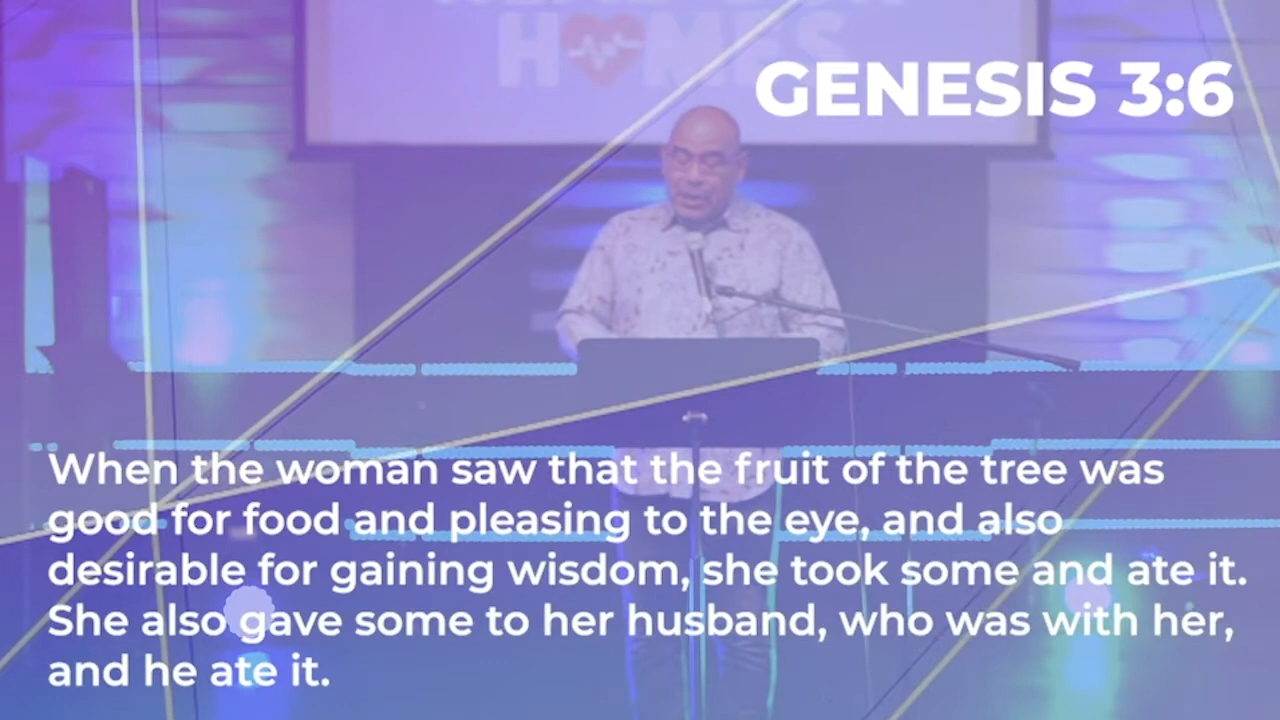 HOMES
GENESIS 3:6
When the woman saw that the fruit of the tree was
good for food and pleasing to the eye, and also
desirable for gaining wisdom, she took some and ate it.
She also gave some to her husband, who was with her,
and he ate it.